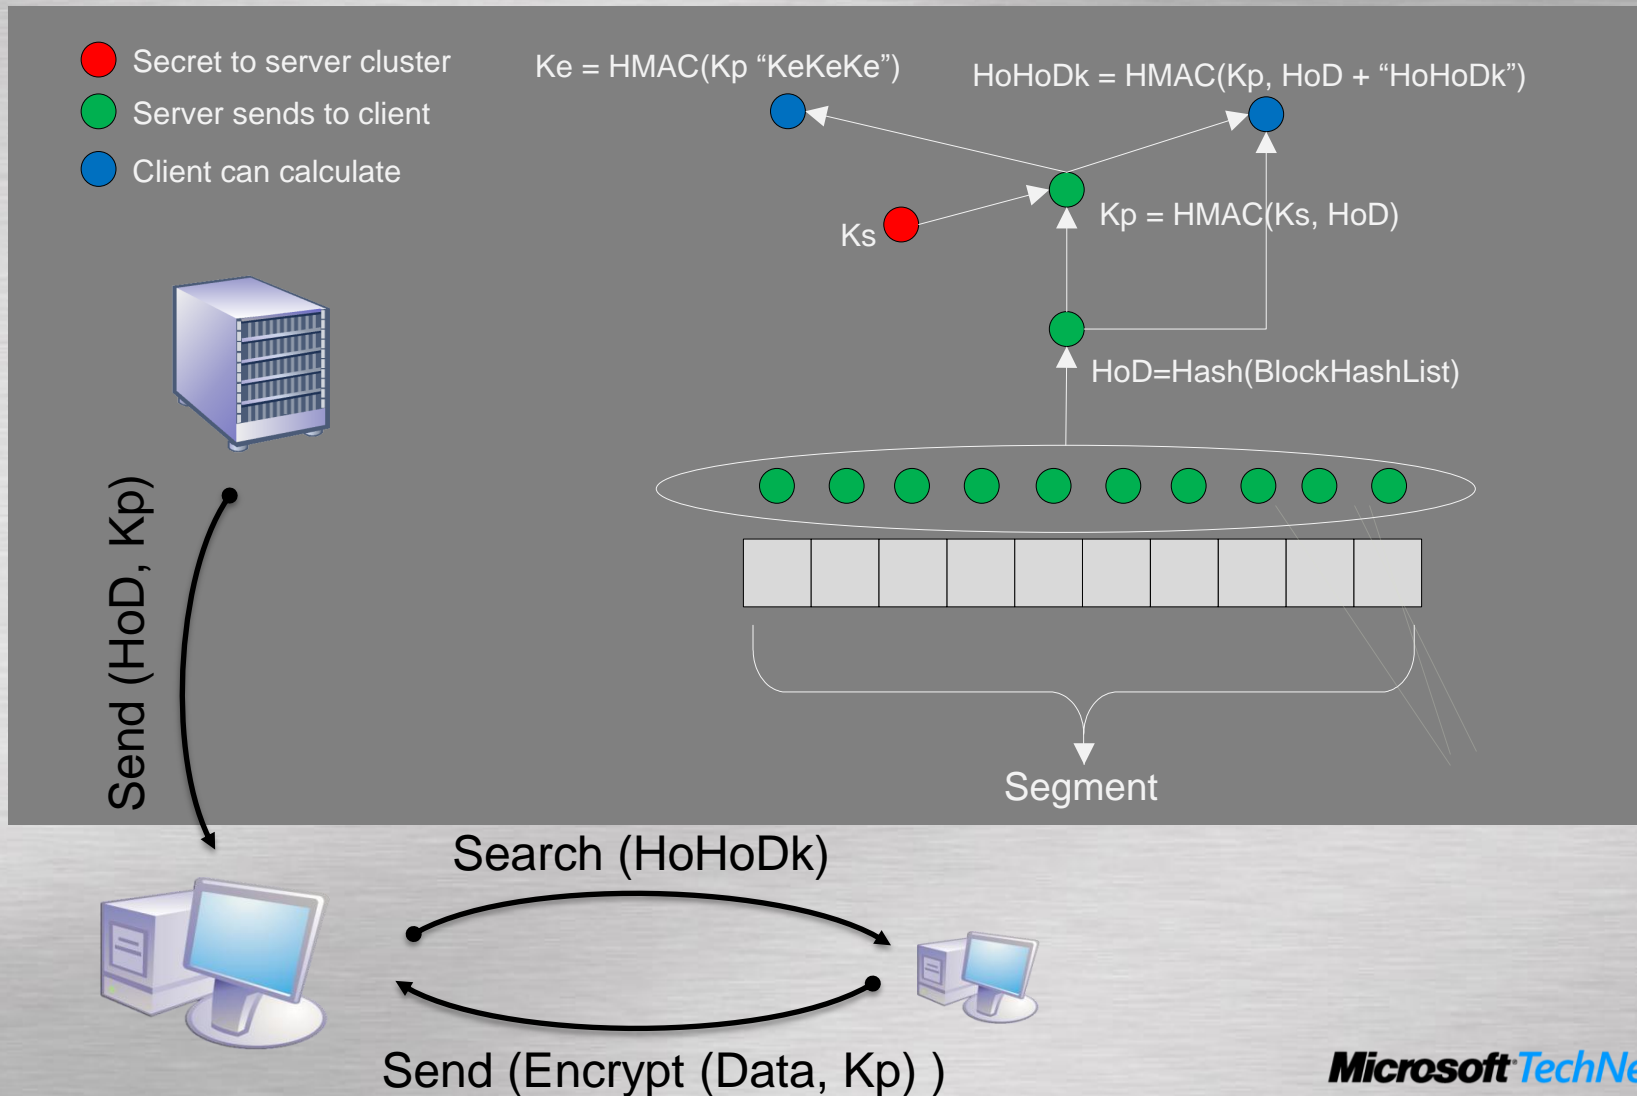 Secret to server cluster
Server sends to client
Client can calculate
Ke = HMAC(Kp “KeKeKe”)
HoHoDk = HMAC(Kp, HoD + “HoHoDk”)
Ks
Kp = HMAC(Ks, HoD)
HoD=Hash(BlockHashList)
Segment
Send (HoD, Kp)
Search (HoHoDk)
Send (Encrypt (Data, Kp) )
Microsoft TechNe